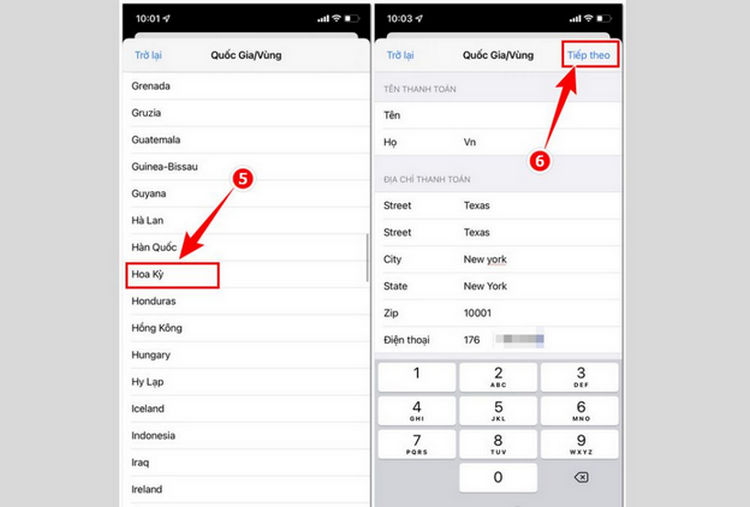 10:01
Trở lại Quốc Gia/Vùng
Grenada
Gruzia
Guatemala
Guinea-Bissau
Guyana
Hà Lan
Hàn Quốc
Hoa Kỳ
Honduras
Hồng Kông
Hungary
Hy Lạp
Iceland
Indonesia
Iraq
Ireland
5
10:03
Trở lại Quốc Gia/Vùng Tiếp theo
TÊN THANH TOÁN
Tên
Họ Vn
6
ĐỊA CHỈ THANH TOÁN
Street Texas
Street Texas
City New york
State New York
Zip 10001
Điện thoại 176
1 2 3
ABC DEF
4 5 6
GHI JKL MNO
7 8 9
PQRS TUV WXYZ
0